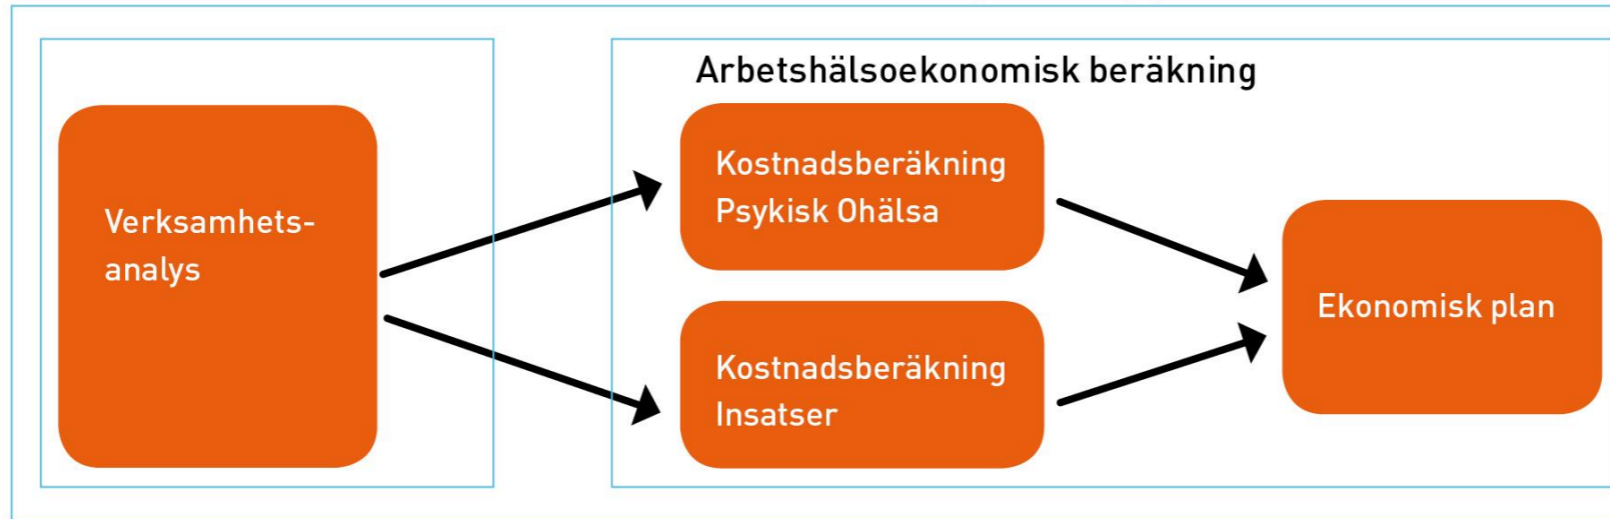 Arbetshälsoekonomisk beräkning
Verksamhets-
analys
Kostnadsberäkning
Psykisk Ohälsa
Kostnadsberäkning
Insatser
Ekonomisk plan